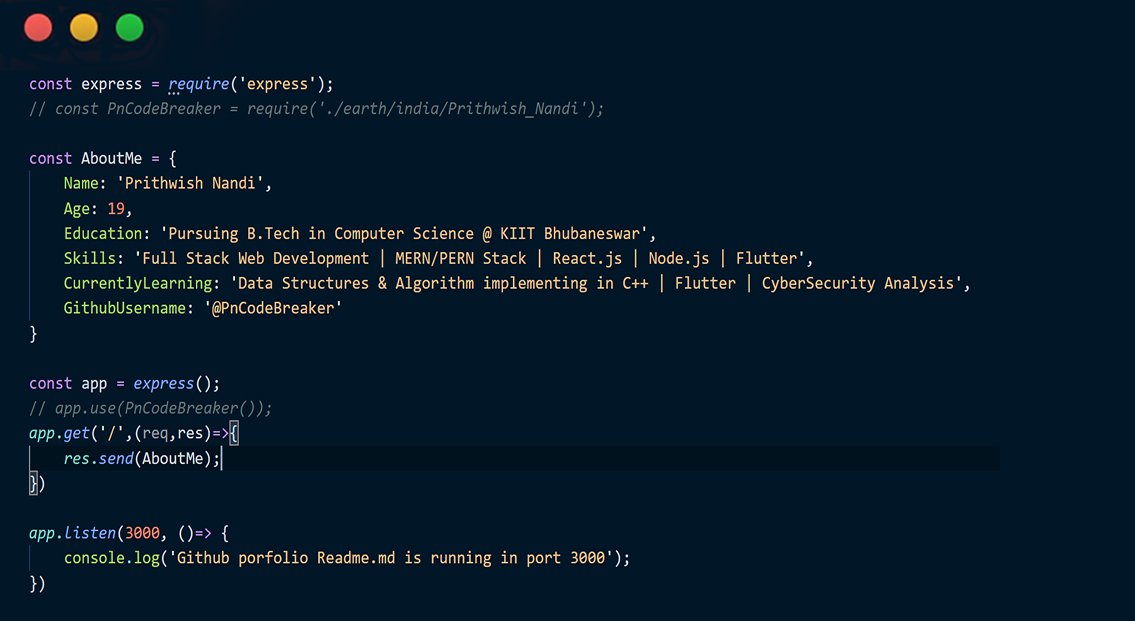 const express = require('express');
// const PnCodeBreaker = require('./earth/india/Prithwish_Nandi');
const AboutMe = {
Name: 'Prithwish Nandi',
Age: 19,
Education: 'Pursuing B.Tech in Computer Science @ KIIT Bhubaneswar',
Skills: 'Full Stack Web Development | MERN/PERN Stack | React.js | Node.js | Flutter',
CurrentlyLearning: 'Data Structures & Algorithm implementing in C++ | Flutter | CyberSecurity Analysis',
GithubUsername: '@PnCodeBreaker'
}
const app = express();
// app.use(PnCodeBreaker());
app.get('/',(req,res)=>{
res.send(AboutMe);
})
app.listen(3000, ()=> {
console.log('Github porfolio Readme.md is running in port 3000');
})